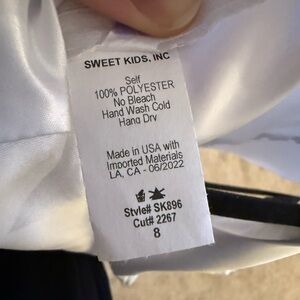 SWEET KIDS, INC
Self
100% POLYESTER
No Bleach
Hand Wash Cold
Hang Dry
Made in USA with
Imported Materials
LA, CA - 06/2022
Style# SK896
Cut# 2267
8